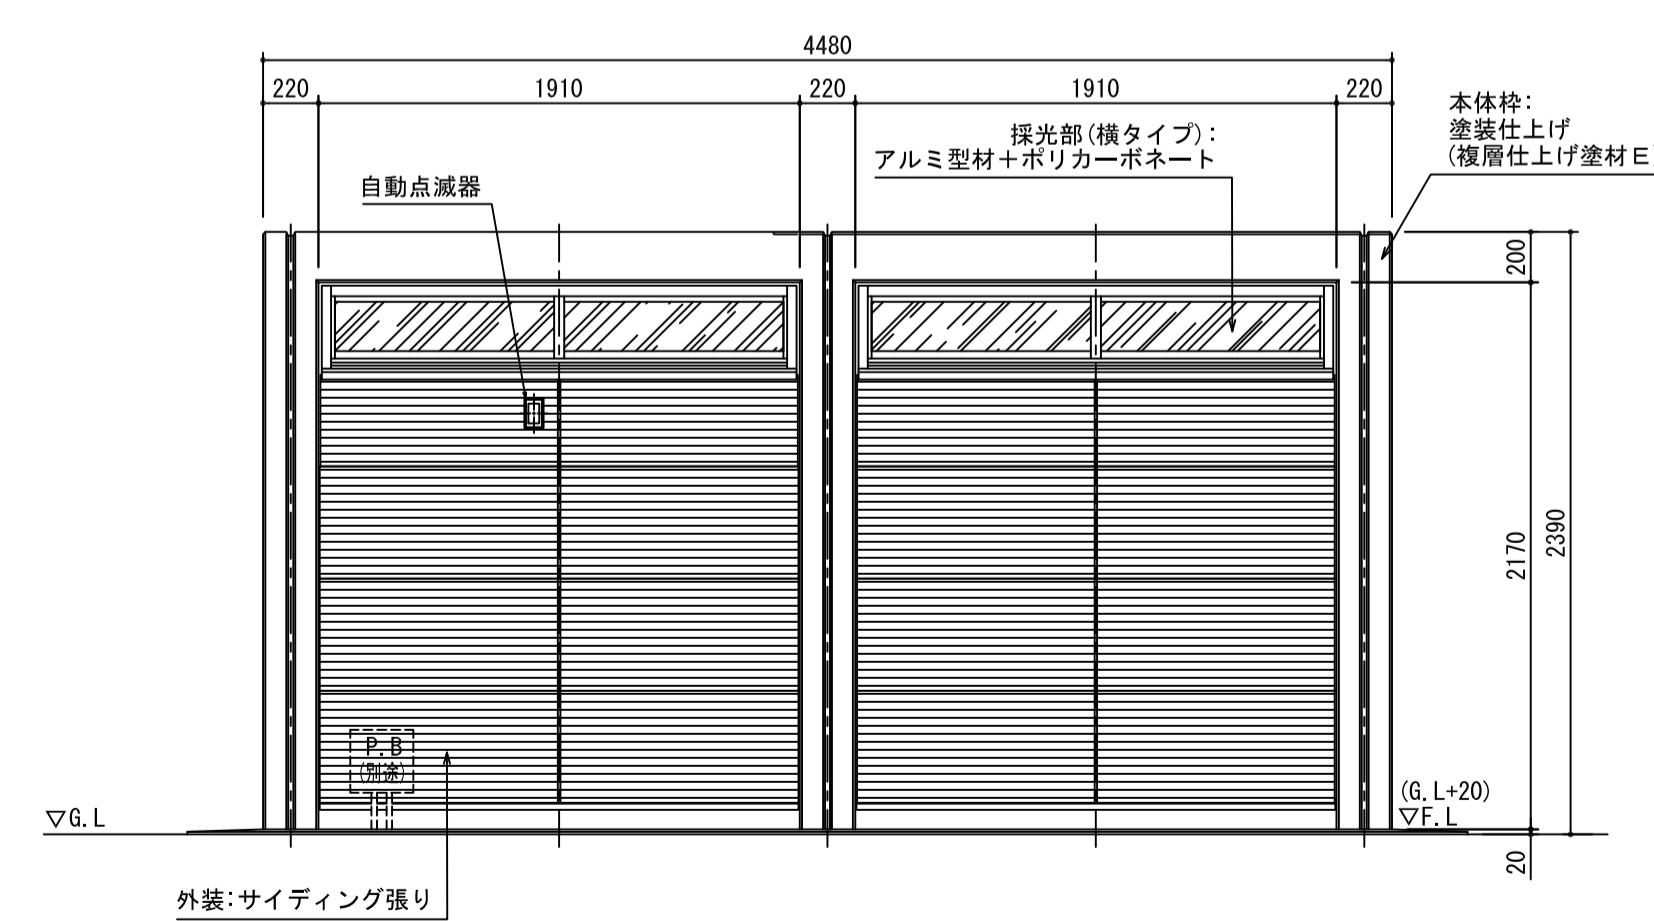 4480
220
1910
220
1910
220
本体枠:
塗装仕上げ
(複層仕上げ塗材E)
採光部(横タイプ):
アルミ型材+ポリカーボネート
自動点滅器
200
2170
2390
P.B
(別途)
▽G.L
(G.L+20)
▽F.L
20
外装:サイディング張り